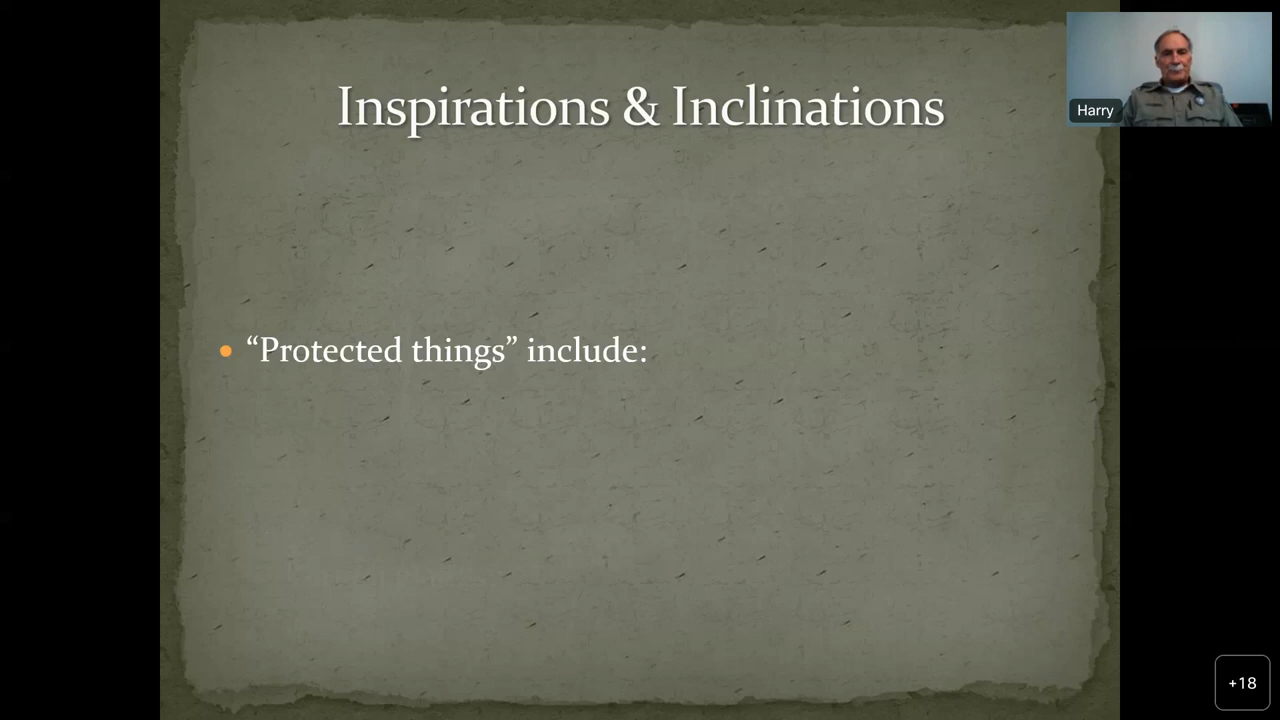 Inspirations & Inclinations
Harry
• “Protected things” include:
+18